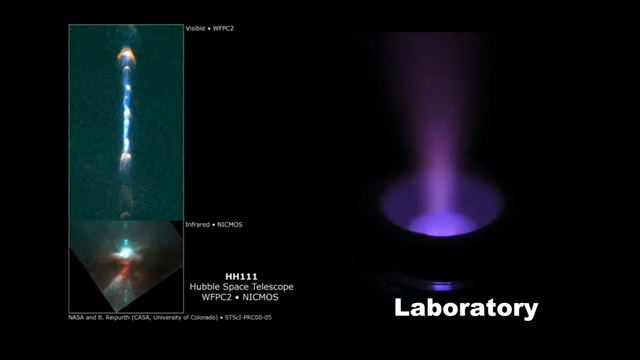 Visible • WFPC2
Infrared • NICMOS
HH111
Hubble Space Telescope
WFPC2 • NICMOS
NASA and B. Reipurth (CASA, University of Colorado) • STScI-PRC00-05
Laboratory